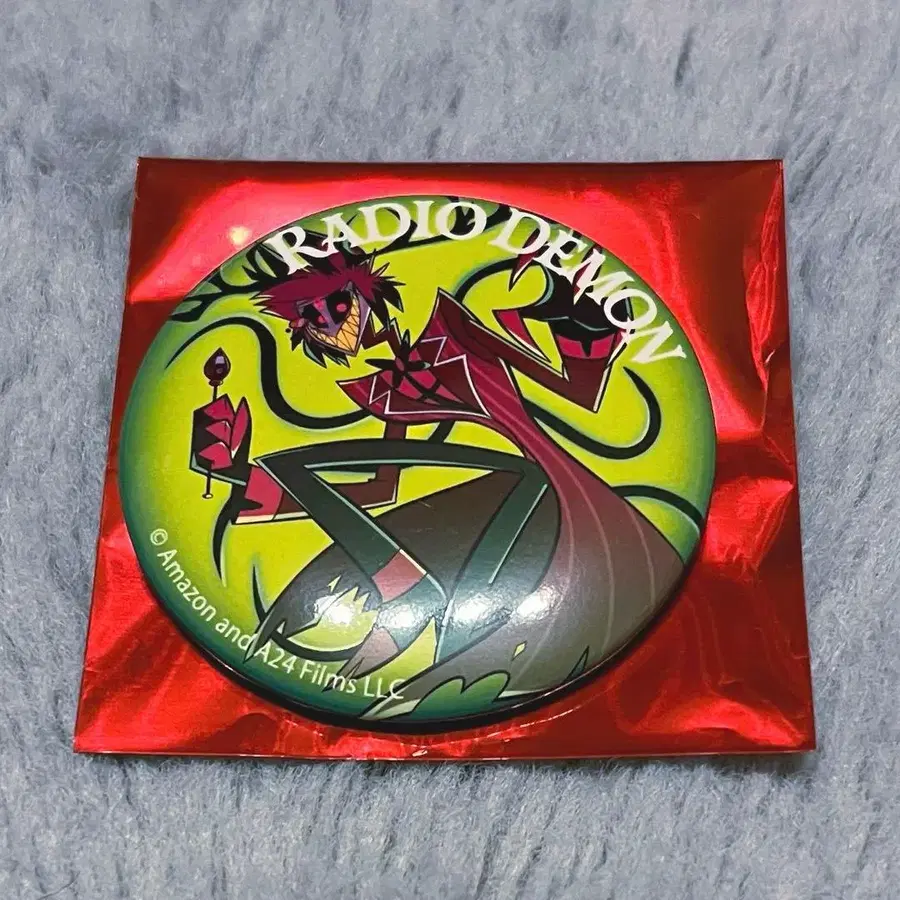 RADIO DEMON
© Amazon and A24 Films LLC